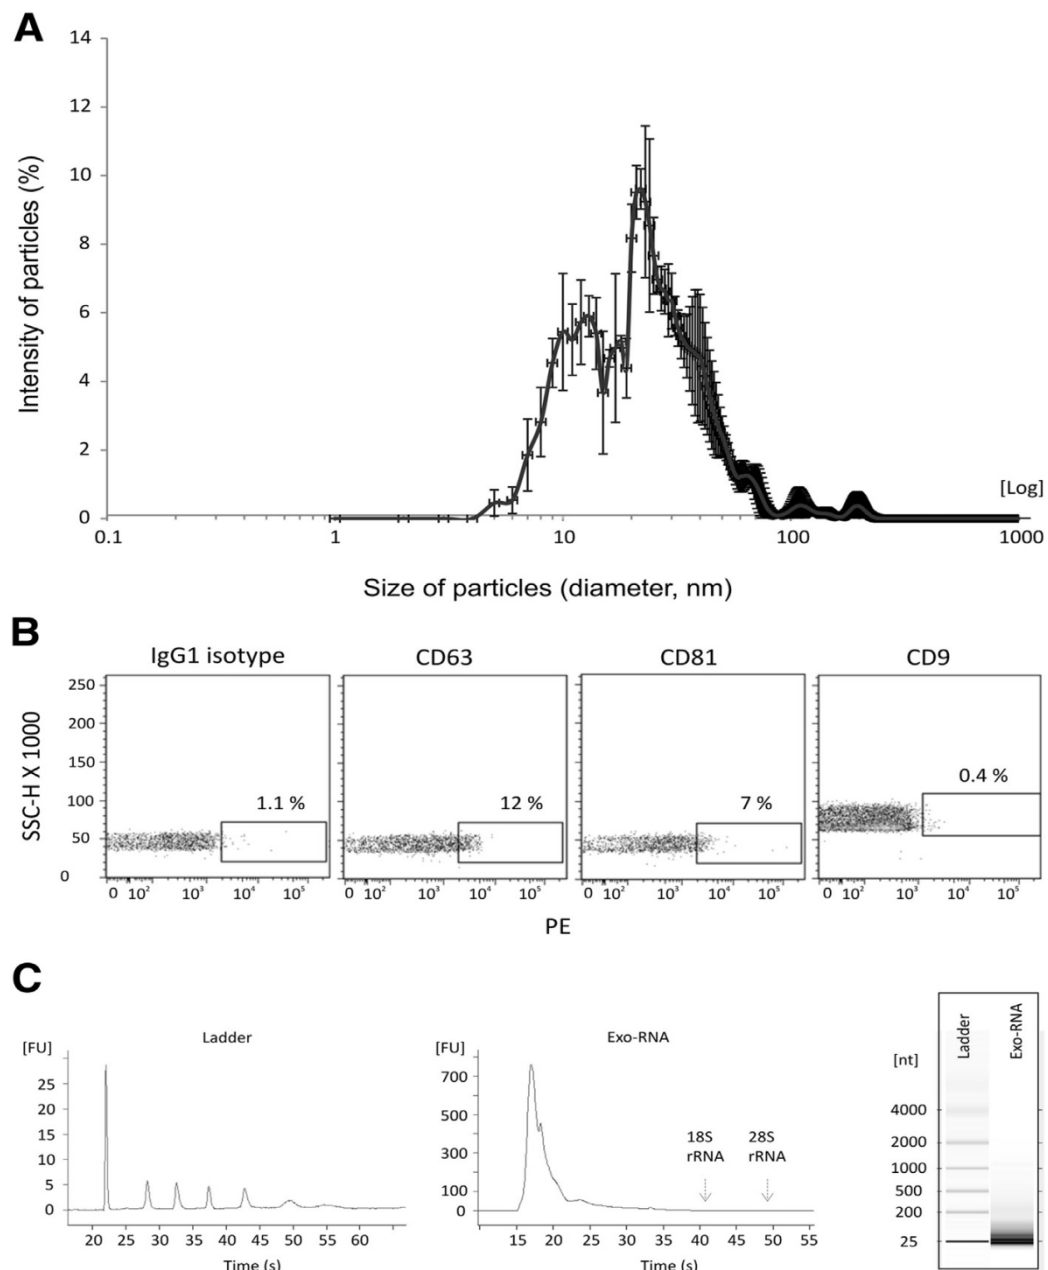 A
14
12
10
8
6
4
2
0
Intensity of particles (%)
[Log]
0.1 1 10 100 1000
Size of particles (diameter, nm)
B
IgG1 isotype CD63 CD81 CD9
250
200
150
100
50
0
SSC-H X 1000
1.1 % 12 % 7 % 0.4 %
0 10² 10³ 10⁴ 10⁵ 0 10² 10³ 10⁴ 10⁵ 0 10² 10³ 10⁴ 10⁵ 0 10² 10³ 10⁴ 10⁵
PE
C
Ladder
[FU]
25
20
15
10
5
0
20 25 30 35 40 45 50 55 60
Time (s)
Exo-RNA
[FU]
700
500
300
100
0
18S
rRNA
28S
rRNA
15 20 25 30 35 40 45 50 55
Time (s)
Ladder
Exo-RNA
[nt]
4000
2000
1000
500
200
25